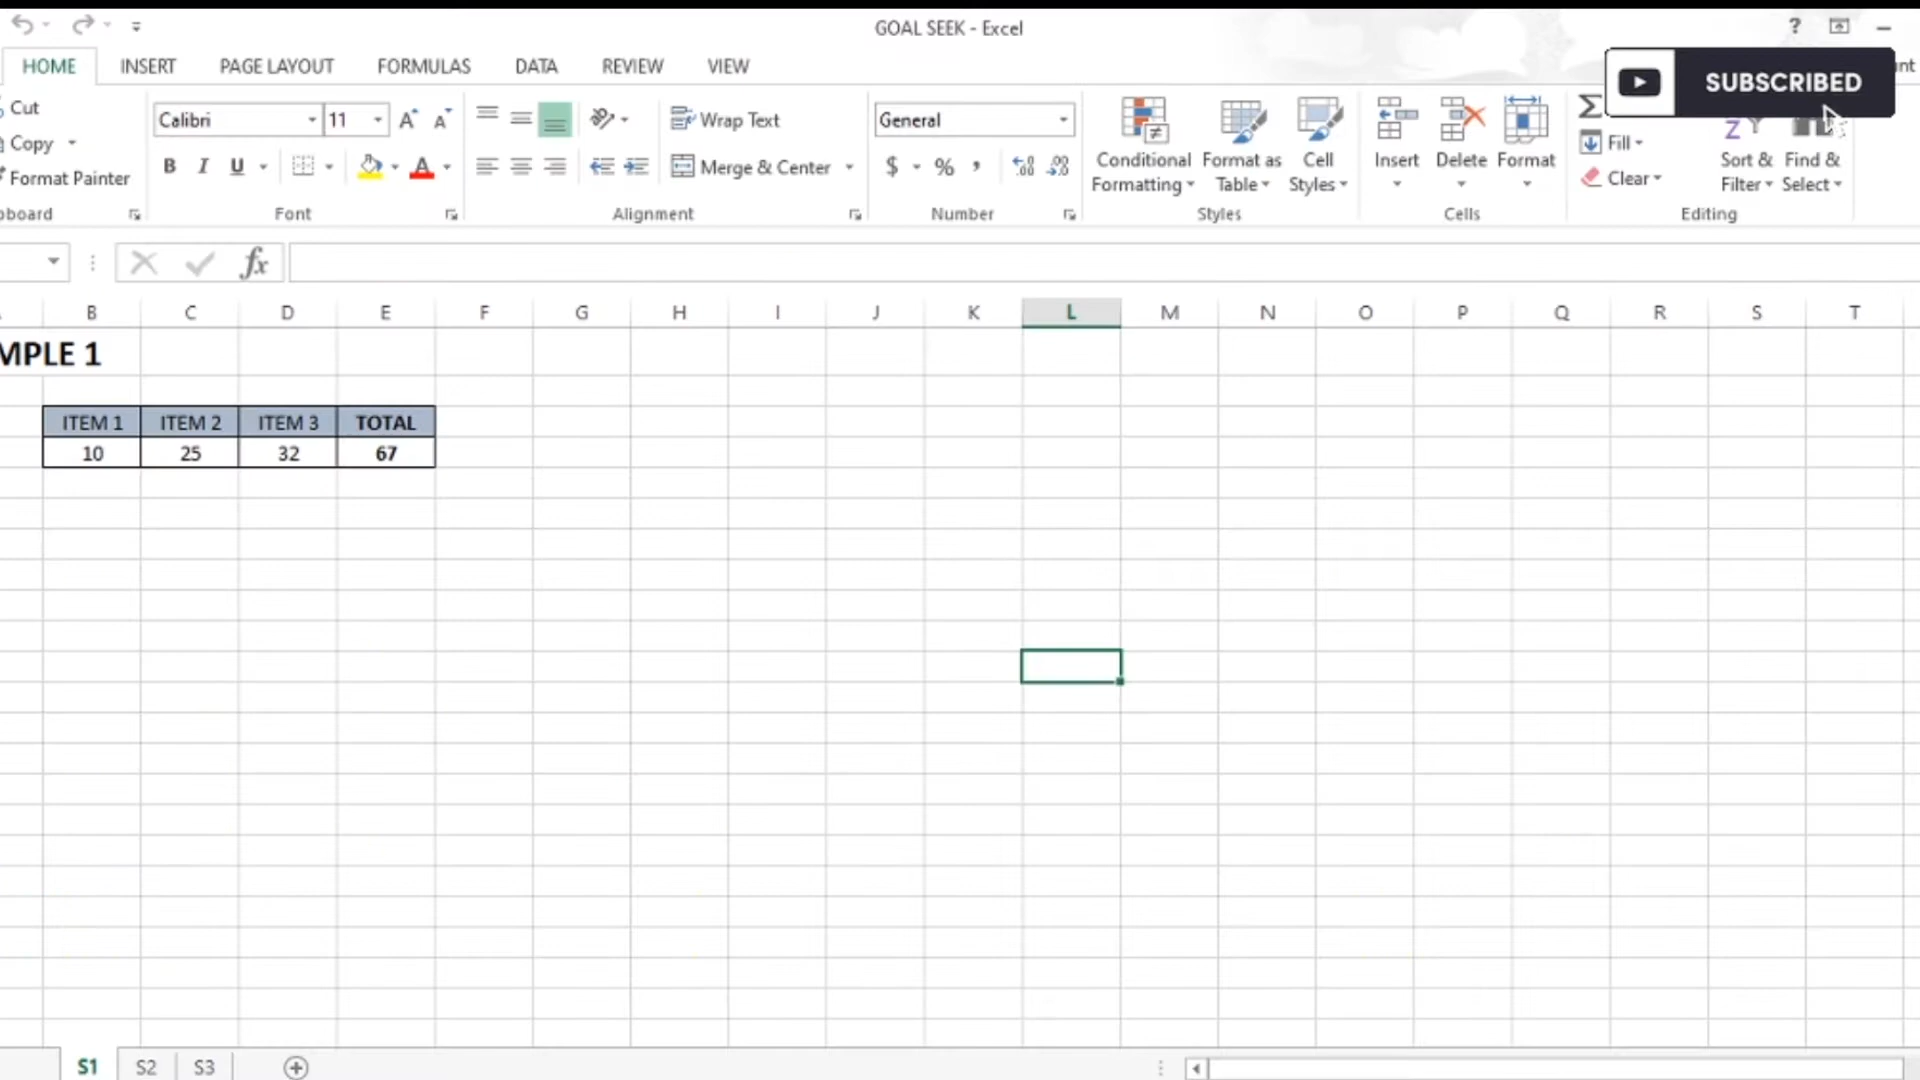 GOAL SEEK - Excel
?
HOME INSERT PAGE LAYOUT FORMULAS DATA REVIEW VIEW
SUBSCRIBED
Cut
Copy
Format Painter
Calibri 11
B I U
Wrap Text
Merge & Center
General
$ % ,
Conditional Formatting
Format as Table
Cell Styles
Insert
Delete
Format
Fill
Clear
Sort & Filter
Find & Select
Font
Alignment
Number
Styles
Cells
Editing
fx
B C D E F G H I J K L M N O P Q R S T
MPLE 1
ITEM 1 ITEM 2 ITEM 3 TOTAL
10 25 32 67
S1 S2 S3